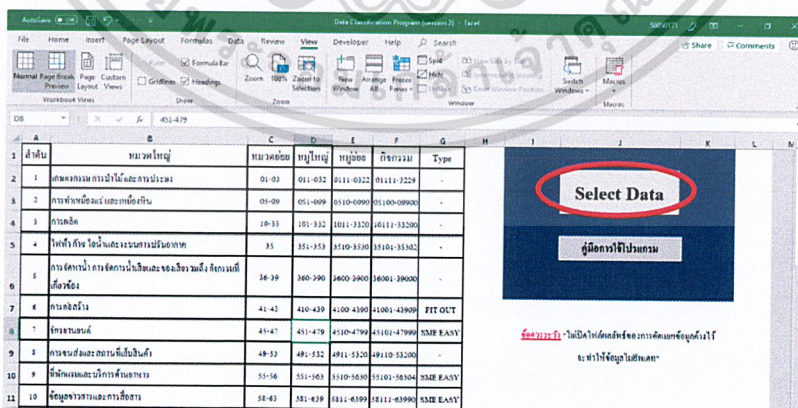 AutoSave
Data Classification Program (version 2) - Excel
56050171
File Home Insert Page Layout Formulas Data Review View Developer Help Search
Share Comments
Normal Page Break Preview Page Layout Custom Views
Formula Bar
Gridlines Headings
Zoom 100% Zoom to Selection
New Window Arrange All Freeze Panes
Split
Hide
View Side by Side
Switch Windows
Macros
Workbook Views Show Zoom Window Macros
D8 fx 451-479
A B C D E F G H I J K L M
1 ลำดับ หมวดใหญ่ หมวดย่อย หมู่ใหญ่ หมู่ย่อย กิจกรรม Type
2 1 เกษตรกรรม การป่าไม้ และการประมง 01-03 011-032 0111-0322 01111-3229 -
3 2 การทำเหมืองแร่ และเหมืองหิน 05-09 051-099 0510-0990 05100-09900 -
4 3 การผลิต 10-33 101-332 1011-3320 10111-33200 -
5 4 ไฟฟ้า ก๊าซ ไอน้ำ และระบบการปรับอากาศ 35 351-353 3510-3530 35101-35302 -
6 5 การจัดหาน้ำ การจัดการน้ำเสียและของเสีย รวมถึง กิจกรรมที่เกี่ยวข้อง 36-39 360-390 3600-3900 36001-39000 -
7 6 การก่อสร้าง 41-43 410-439 4100-4390 41001-43909 FIT OUT
8 7 จักรยานยนต์ 45-47 451-479 4510-4799 45101-47999 SME EASY
9 8 การขนส่งและสถานที่เก็บสินค้า 49-53 491-532 4911-5320 49110-53200 -
10 9 ที่พักแรมและบริการด้านอาหาร 55-56 551-563 5510-5630 55101-56304 SME EASY
11 10 ข้อมูลข่าวสารและการสื่อสาร 58-63 581-639 5811-6399 58111-63990 SME EASY
Select Data
คู่มือการใช้โปรแกรม
ข้อควรระวัง "ไม่เปิดไฟล์ผลลัพธ์ของการคัดแยกข้อมูลค้างไว้
จะทำให้ข้อมูลไม่อัพเดท"